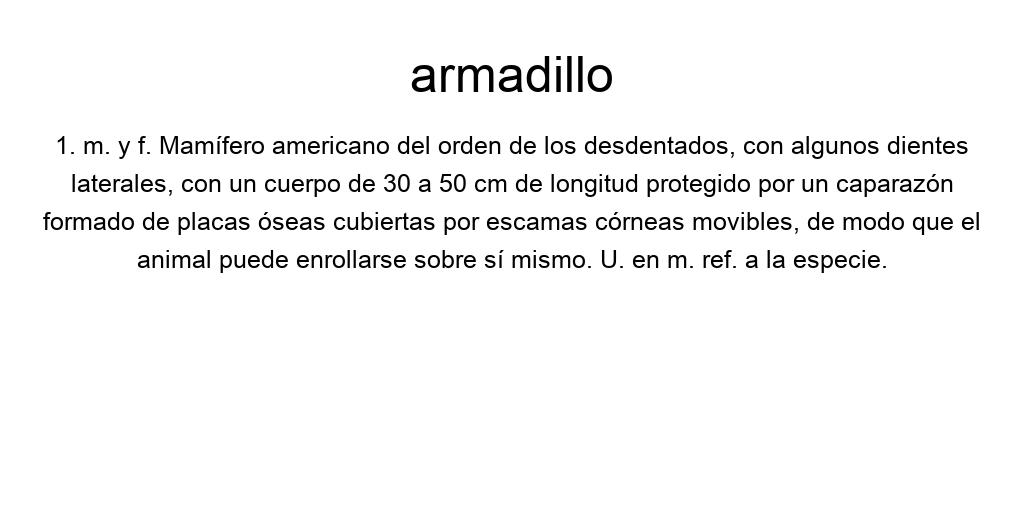 armadillo
1. m. y f. Mamífero americano del orden de los desdentados, con algunos dientes
laterales, con un cuerpo de 30 a 50 cm de longitud protegido por un caparazón
formado de placas óseas cubiertas por escamas córneas movibles, de modo que el
animal puede enrollarse sobre sí mismo. U. en m. ref. a la especie.